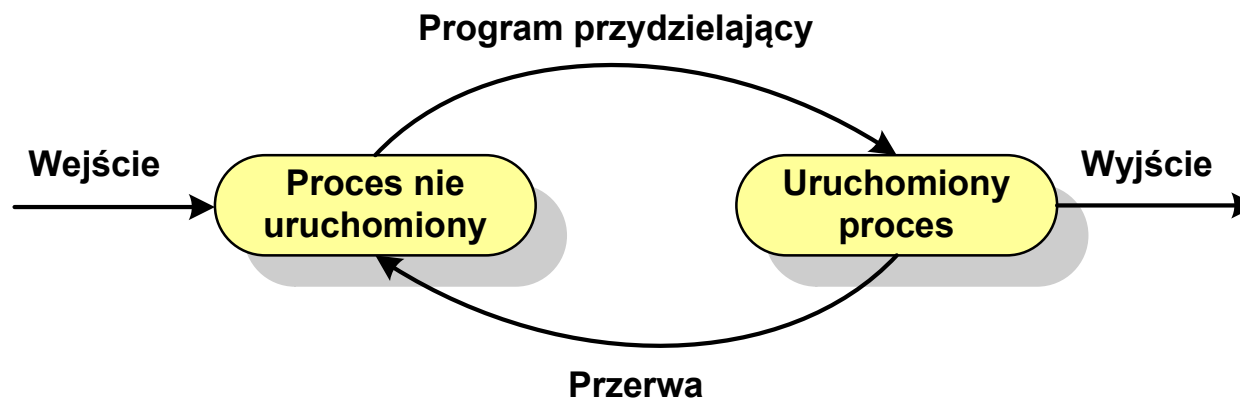 Program przydzielający
Wejście
Proces nie
uruchomiony
Uruchomiony
proces
Wyjście
Przerwa